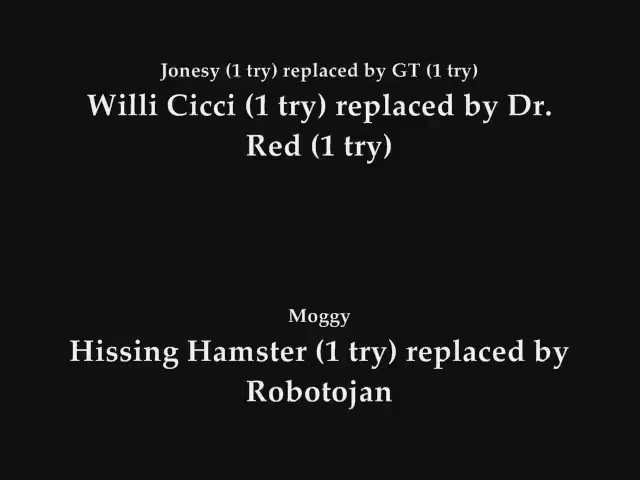 Jonesy (1 try) replaced by GT (1 try)
Willi Cicci (1 try) replaced by Dr.
Red (1 try)
Moggy
Hissing Hamster (1 try) replaced by
Robotojan